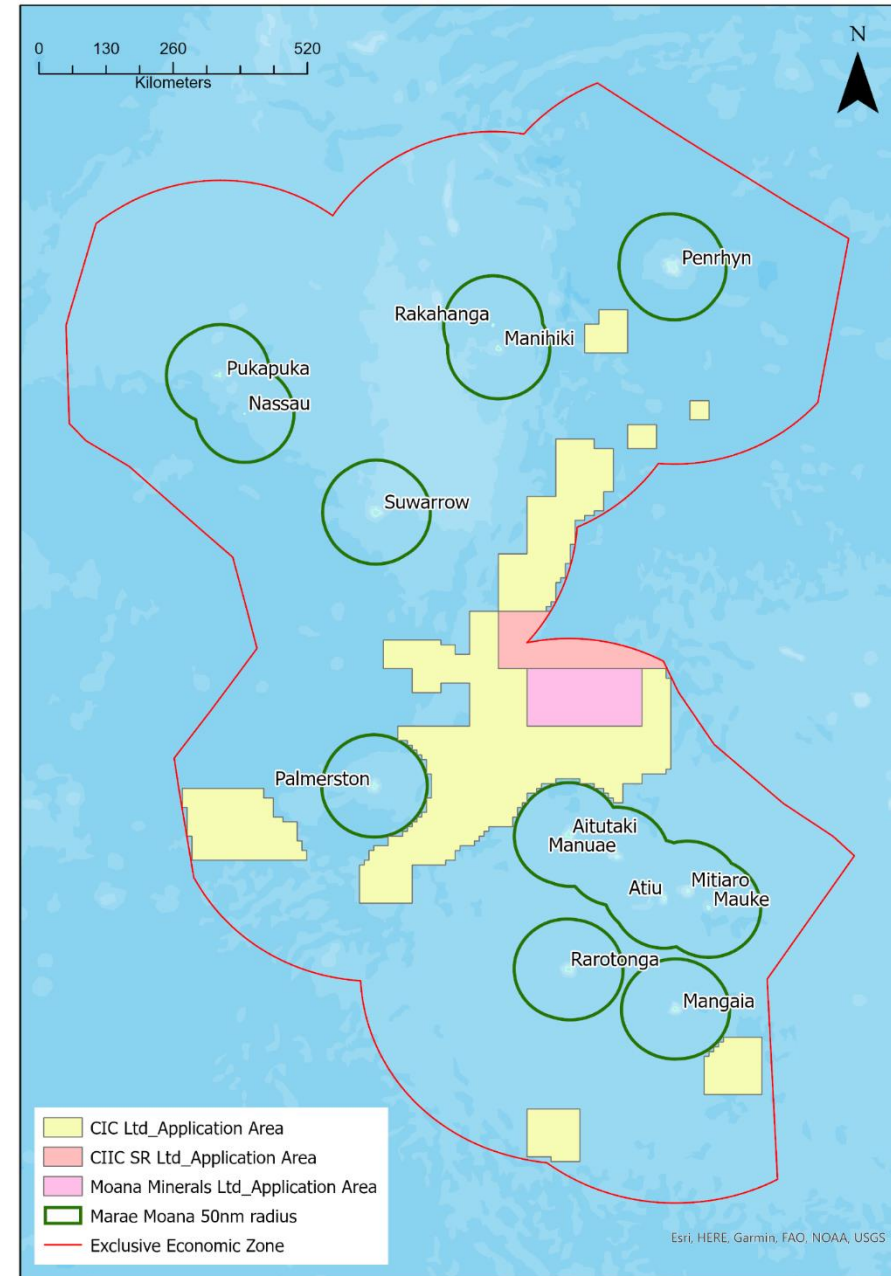 0 130 260 520
Kilometers
N
Penrhyn
Rakahanga
Manihiki
Pukapuka
Nassau
Suwarrow
Palmerston
Aitutaki
Manuae
Mitiaro
Atiu
Mauke
Rarotonga
Mangaia
CIC Ltd_Application Area
CIIC SR Ltd_Application Area
Moana Minerals Ltd_Application Area
Marae Moana 50nm radius
Exclusive Economic Zone
Esri, HERE, Garmin, FAO, NOAA, USGS